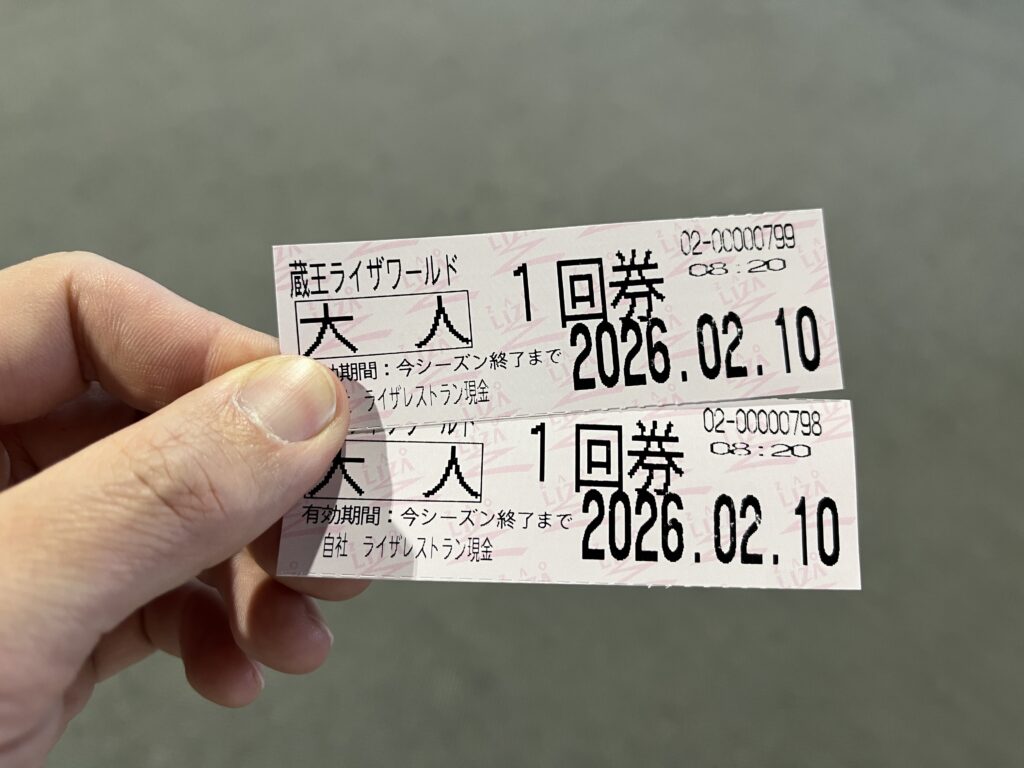 蔵王ライザワールド
1回券
02-00000799
08:20
大人
2026.02.10
期間：今シーズン終了まで
ライザレストラン現金
1回券
02-00000798
08:20
大人
2026.02.10
有効期間：今シーズン終了まで
自社 ライザレストラン現金
ZAO
LIZA